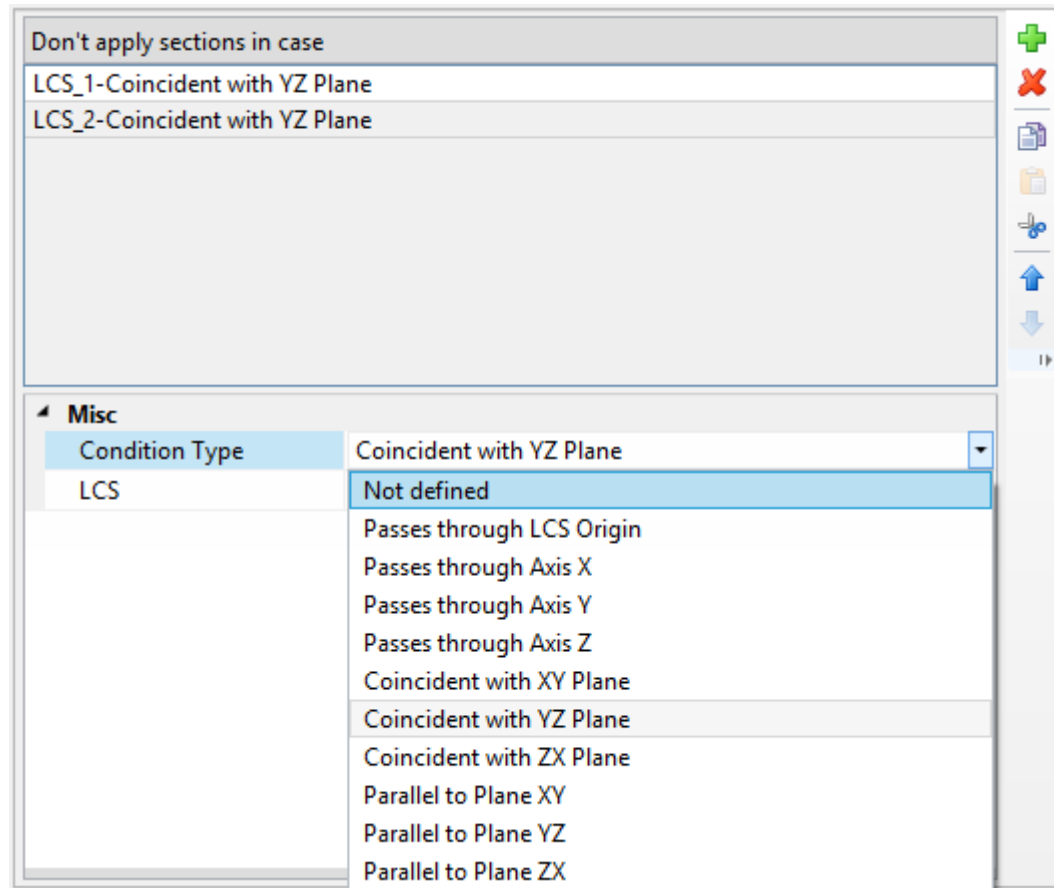 Don't apply sections in case
LCS_1-Coincident with YZ Plane
LCS_2-Coincident with YZ Plane
Misc
Condition Type Coincident with YZ Plane
LCS Not defined
Passes through LCS Origin
Passes through Axis X
Passes through Axis Y
Passes through Axis Z
Coincident with XY Plane
Coincident with YZ Plane
Coincident with ZX Plane
Parallel to Plane XY
Parallel to Plane YZ
Parallel to Plane ZX